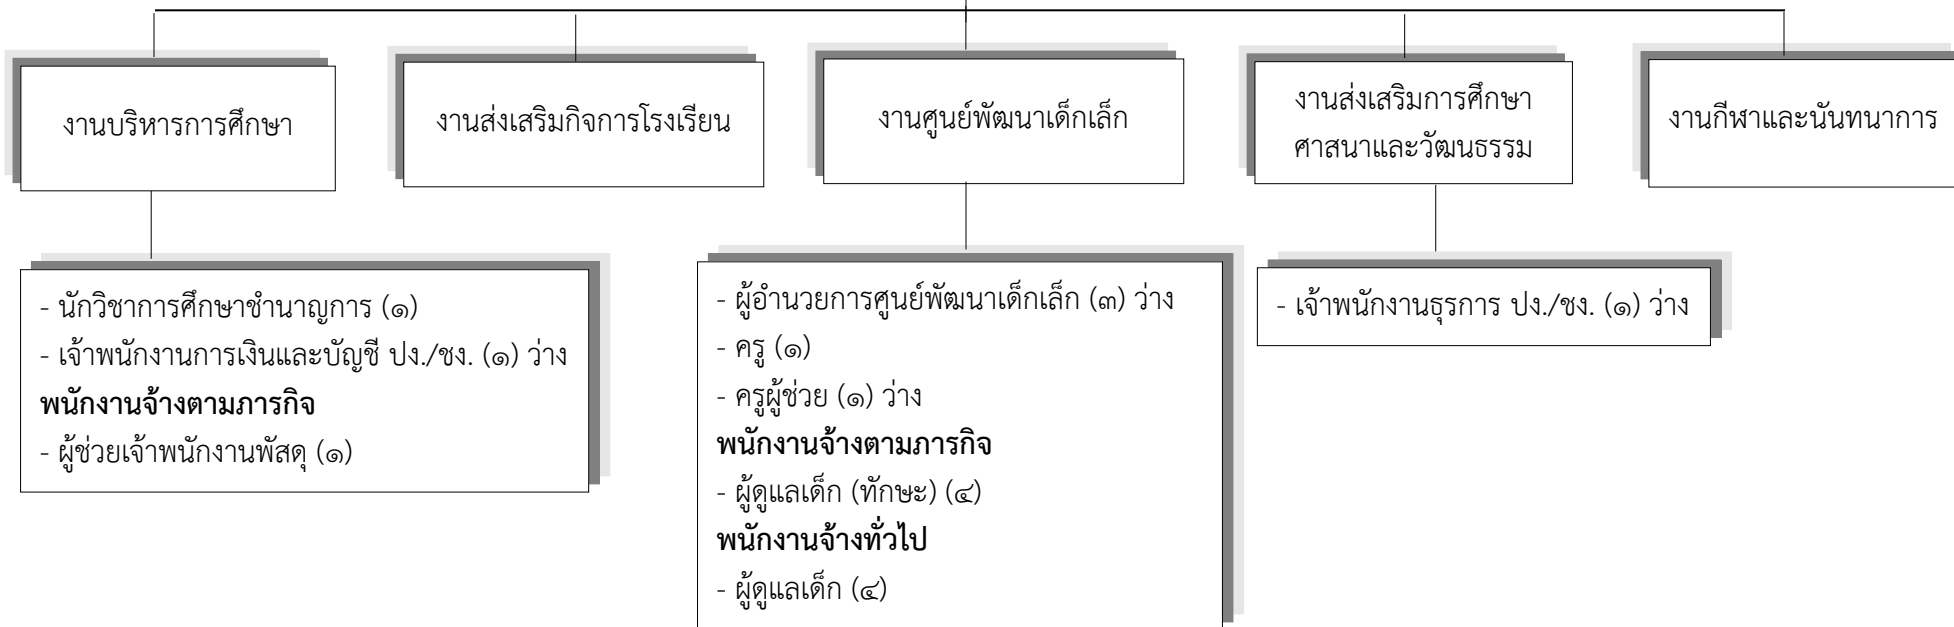 งานบริหารการศึกษา
งานส่งเสริมกิจการโรงเรียน
งานศูนย์พัฒนาเด็กเล็ก
งานส่งเสริมการศึกษา
ศาสนาและวัฒนธรรม
งานกีฬาและนันทนาการ
- นักวิชาการศึกษาชำนาญการ (๑)
- เจ้าพนักงานการเงินและบัญชี ปง./ชง. (๑) ว่าง
พนักงานจ้างตามภารกิจ
- ผู้ช่วยเจ้าพนักงานพัสดุ (๑)
- ผู้อำนวยการศูนย์พัฒนาเด็กเล็ก (๓) ว่าง
- ครู (๑)
- ครูผู้ช่วย (๑) ว่าง
พนักงานจ้างตามภารกิจ
- ผู้ดูแลเด็ก (ทักษะ) (๔)
พนักงานจ้างทั่วไป
- ผู้ดูแลเด็ก (๔)
- เจ้าพนักงานธุรการ ปง./ชง. (๑) ว่าง